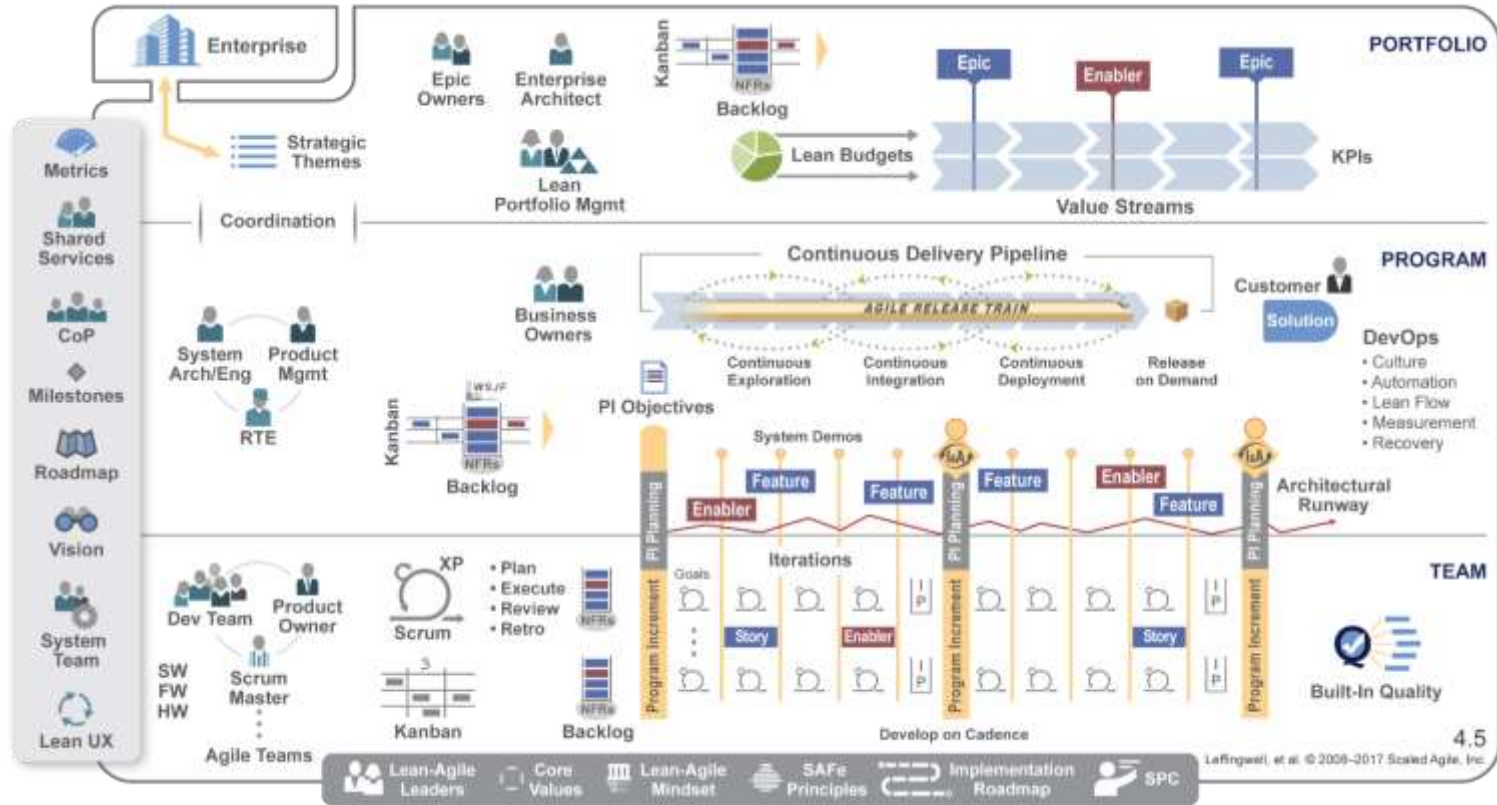 Enterprise
Strategic
Themes
Epic
Owners
Enterprise
Architect
Lean
Portfolio Mgmt
Kanban
NFRs
Backlog
Lean Budgets
Epic
Enabler
Epic
KPIs
Value Streams
PORTFOLIO
Metrics
Shared
Services
CoP
Milestones
Roadmap
Vision
System
Team
Lean UX
Coordination
System
Arch/Eng
Product
Mgmt
RTE
Business
Owners
Kanban
WSJF
NFRs
Backlog
Continuous Delivery Pipeline
AGILE RELEASE TRAIN
Continuous
Exploration
Continuous
Integration
Continuous
Deployment
Release
on Demand
Customer
Solution
PROGRAM
DevOps
• Culture
• Automation
• Lean Flow
• Measurement
• Recovery
PI Objectives
System Demos
I&A
I&A
Enabler
Feature
Feature
Feature
Enabler
Feature
Architectural
Runway
PI Planning
PI Planning
PI Planning
Program Increment
Program Increment
Program Increment
TEAM
Dev Team
Product
Owner
Scrum
Master
SW
FW
HW
Agile Teams
XP
Scrum
• Plan
• Execute
• Review
• Retro
3
Kanban
NFRs
NFRs
Backlog
Iterations
Goals
I
P
I
P
Story
Enabler
Story
I
P
I
P
Develop on Cadence
Built-In Quality
4.5
Leffingwell, et al. © 2008–2017 Scaled Agile, Inc.
Lean-Agile
Leaders
Core
Values
Lean-Agile
Mindset
SAFe
Principles
Implementation
Roadmap
SPC